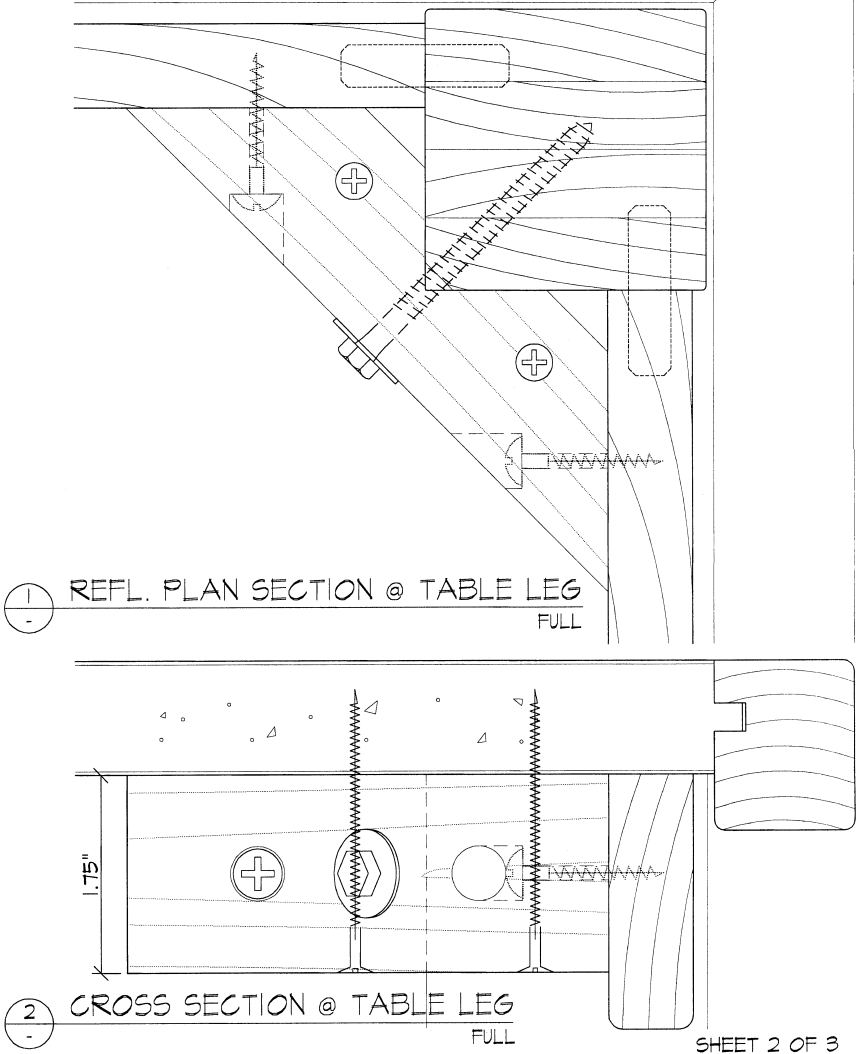 1
-
REFL. PLAN SECTION @ TABLE LEG
FULL
1.75"
2
-
CROSS SECTION @ TABLE LEG
FULL
SHEET 2 OF 3